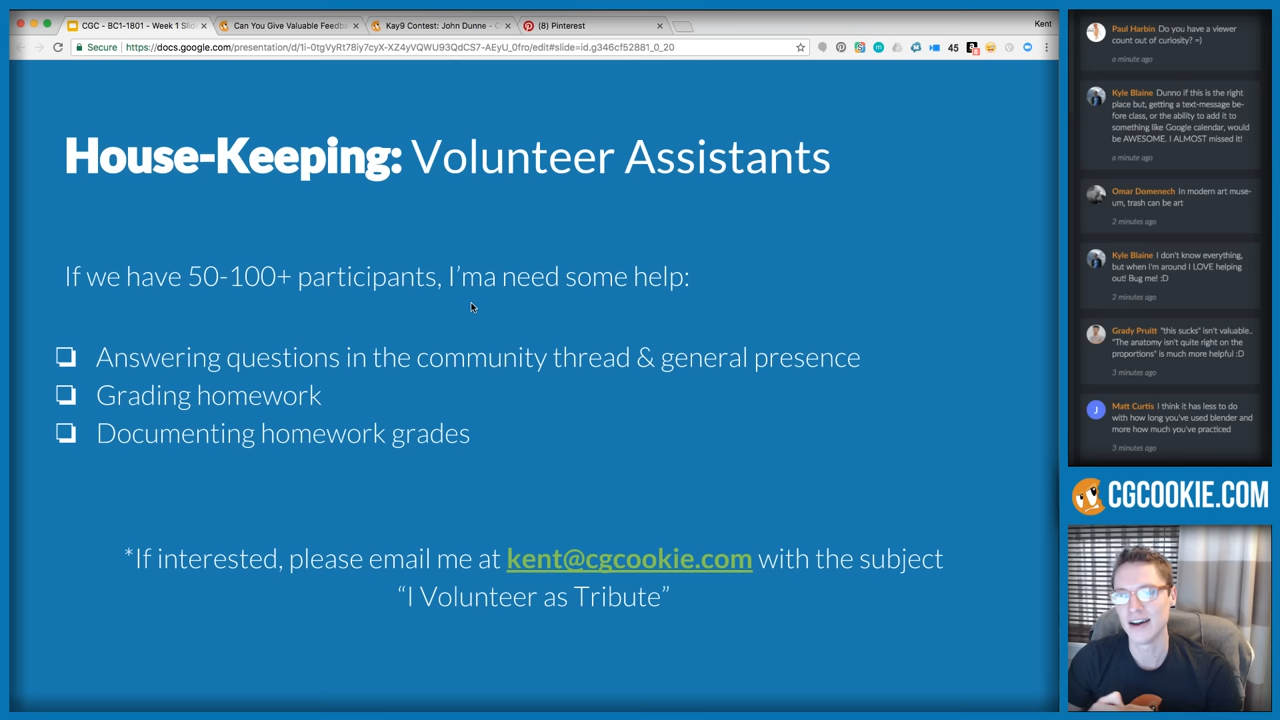 CGC - BC1-1801 - Week 1 Slid
Can You Give Valuable Feedba
Kay9 Contest: John Dunne - C
(8) Pinterest
Kent
Secure
https://docs.google.com/presentation/d/1i-0tgVyRt78iy7cyX-XZ4yVQWU93QdCS7-AEyU_0fro/edit#slide=id.g346cf52881_0_20
45
House-Keeping: Volunteer Assistants
If we have 50-100+ participants, I'ma need some help:
Answering questions in the community thread & general presence
Grading homework
Documenting homework grades
*If interested, please email me at kent@cgcookie.com with the subject
“I Volunteer as Tribute”
Paul Harbin Do you have a viewer
count out of curiosity? =)
a minute ago
Kyle Blaine Dunno if this is the right
place but, getting a text-message be-
fore class, or the ability to add it to
something like Google calendar, would
be AWESOME. I ALMOST missed it!
a minute ago
Omar Domenech In modern art muse-
um, trash can be art
2 minutes ago
Kyle Blaine I don't know everything,
but when I'm around I LOVE helping
out! Bug me! :D
2 minutes ago
Grady Pruitt "this sucks" isn't valuable..
"The anatomy isn't quite right on the
proportions" is much more helpful :D
3 minutes ago
J
Matt Curtis I think it has less to do
with how long you've used blender and
more how much you've practiced
3 minutes ago
CGCOOKIE.COM